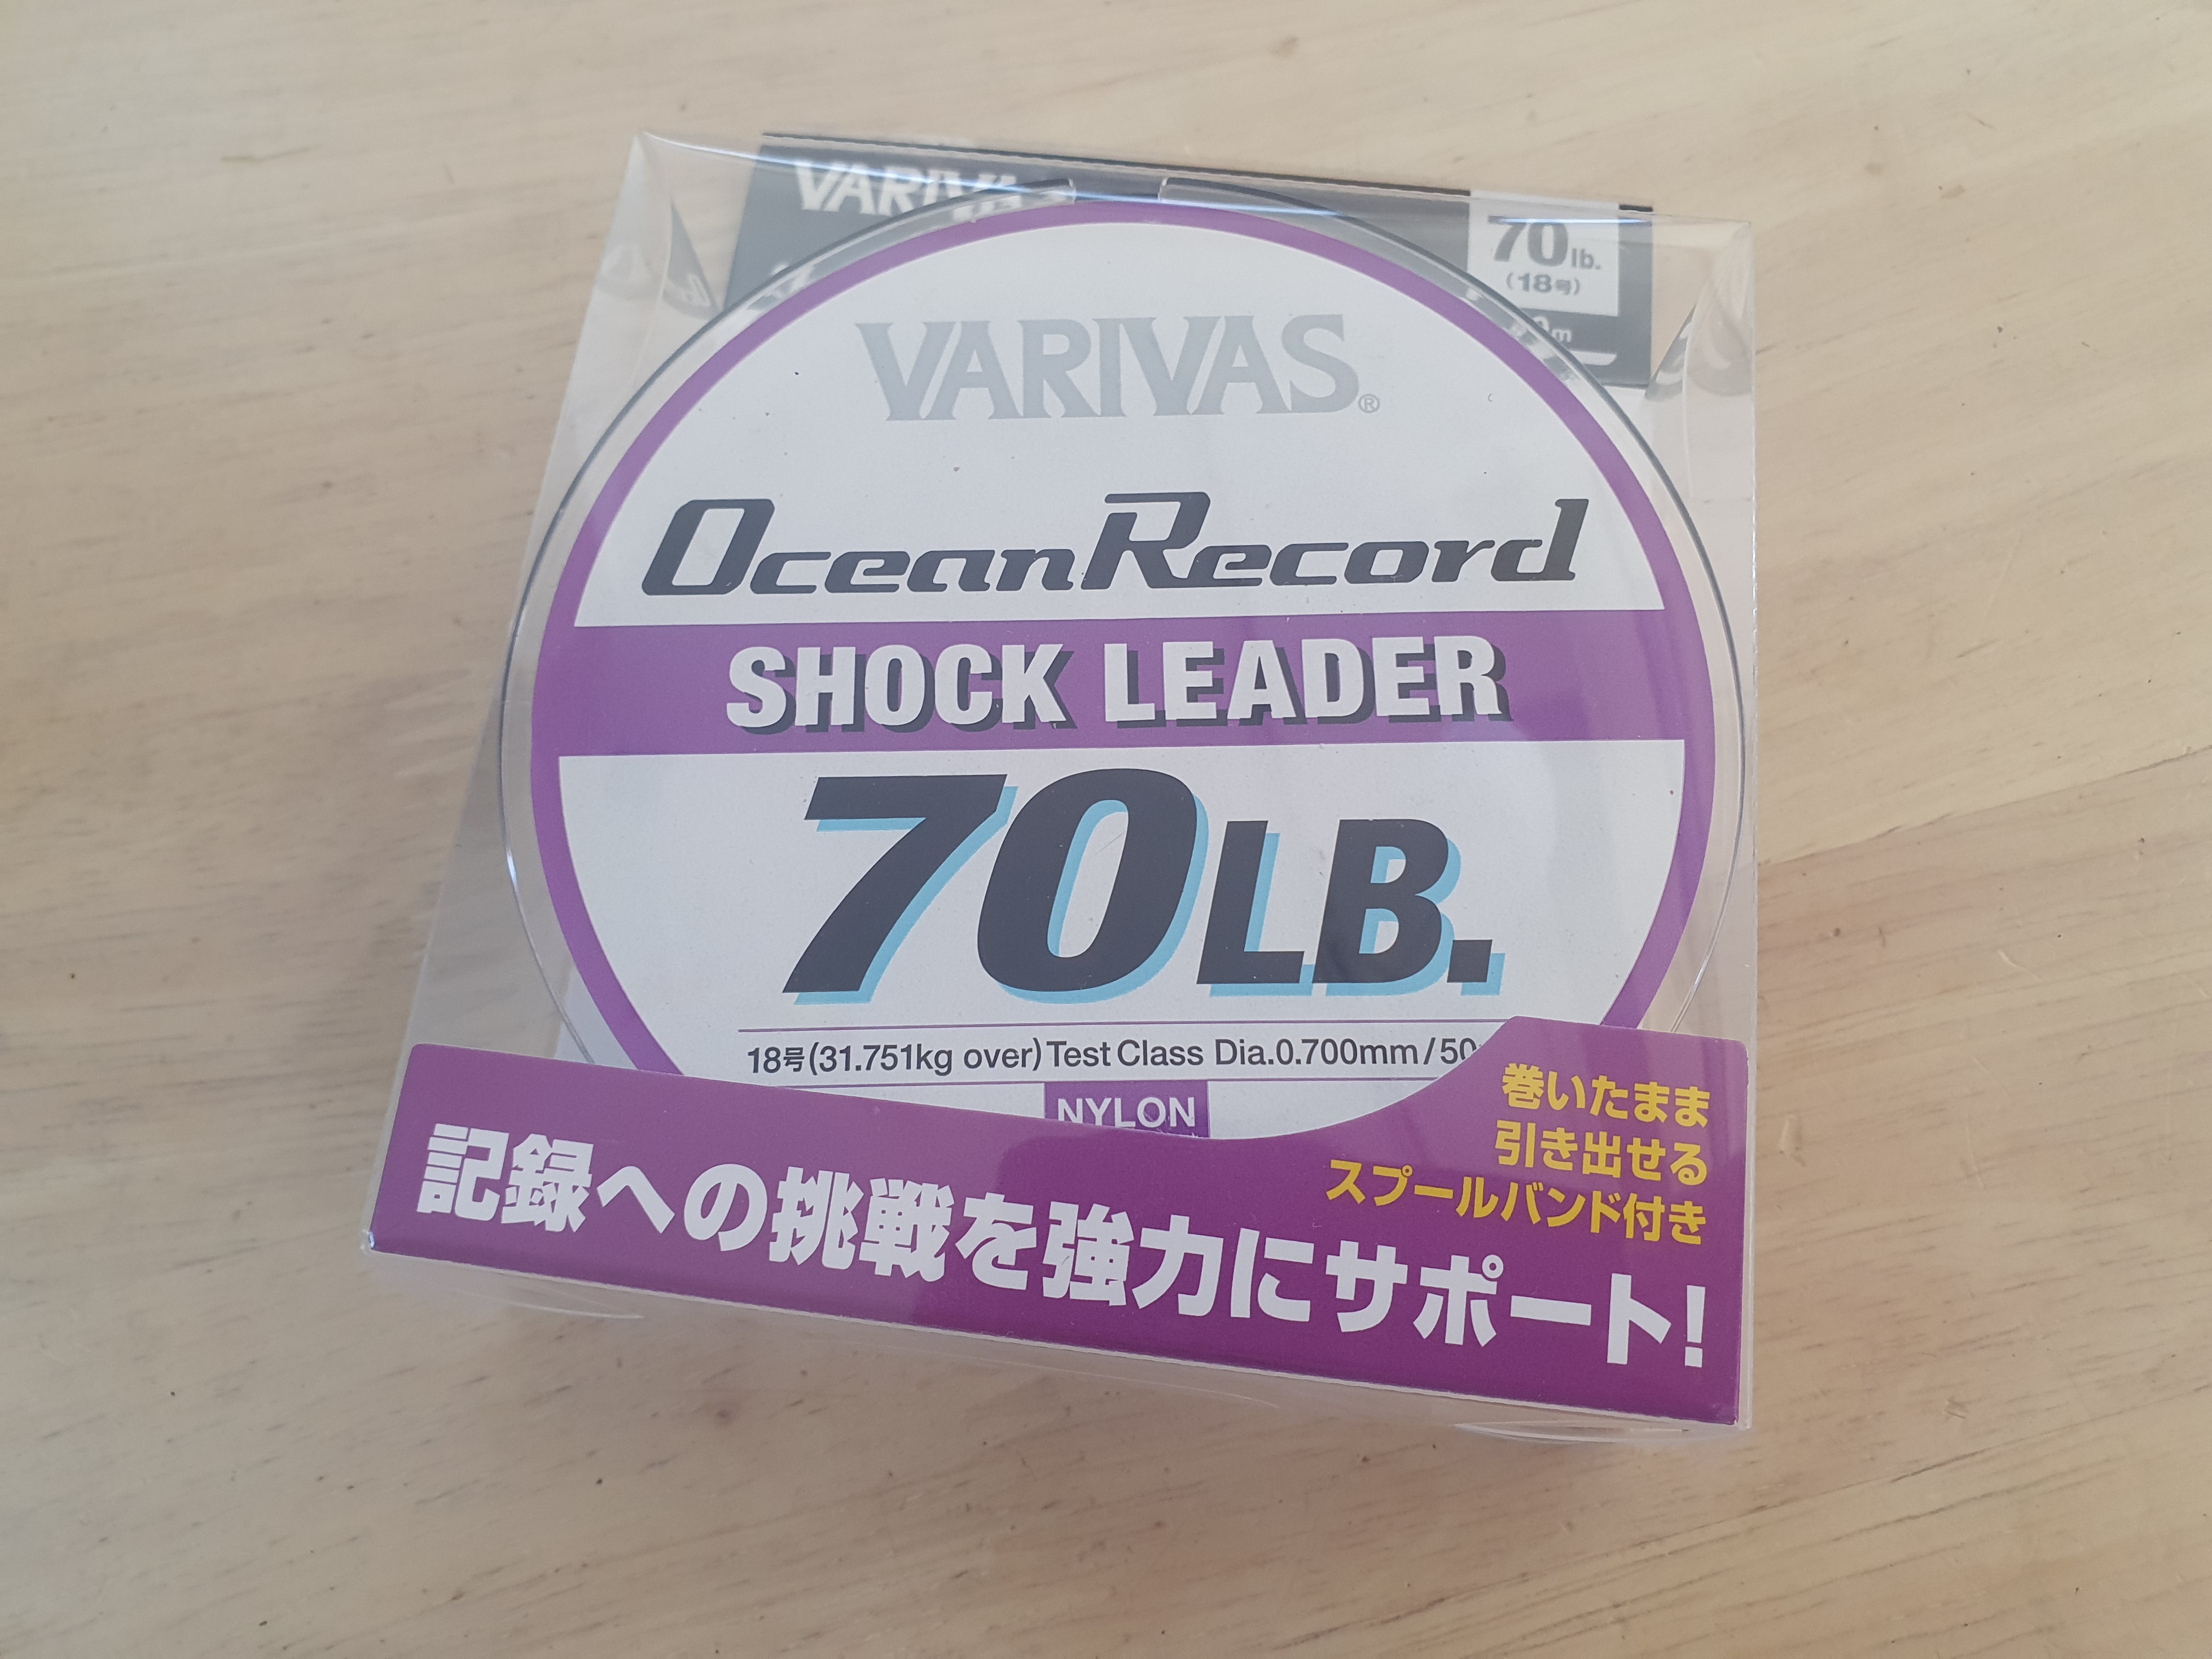 VARIVAS
70lb.
(18号)
VARIVAS®
OceanRecord
SHOCK LEADER
70LB.
18号(31.751kg over) Test Class Dia.0.700mm/50
NYLON
巻いたまま
引き出せる
スプールバンド付き
記録への挑戦を強力にサポート!